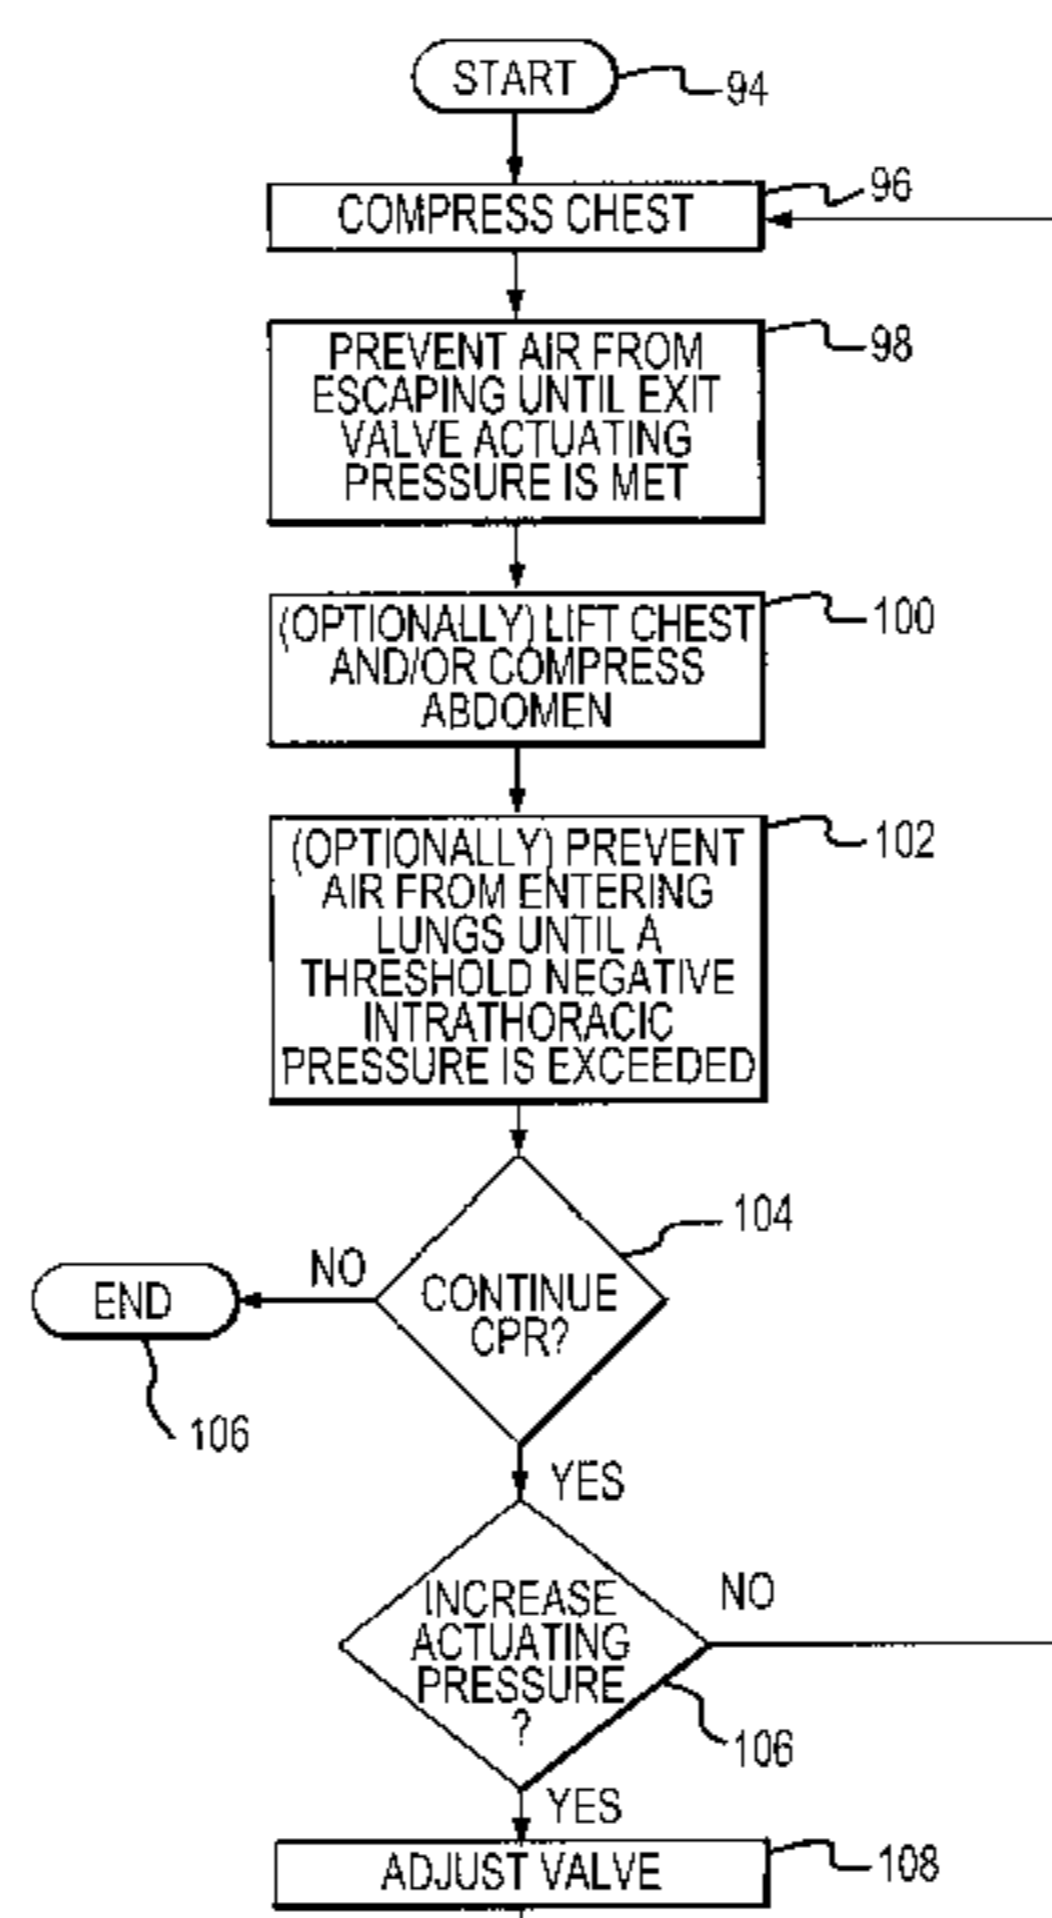 START
94
COMPRESS CHEST
96
PREVENT AIR FROM
ESCAPING UNTIL EXIT
VALVE ACTUATING
PRESSURE IS MET
98
(OPTIONALLY) LIFT CHEST
AND/OR COMPRESS
ABDOMEN
100
(OPTIONALLY) PREVENT
AIR FROM ENTERING
LUNGS UNTIL A
THRESHOLD NEGATIVE
INTRATHORACIC
PRESSURE IS EXCEEDED
102
CONTINUE
CPR?
104
NO
END
106
YES
INCREASE
ACTUATING
PRESSURE
?
NO
106
YES
ADJUST VALVE
108